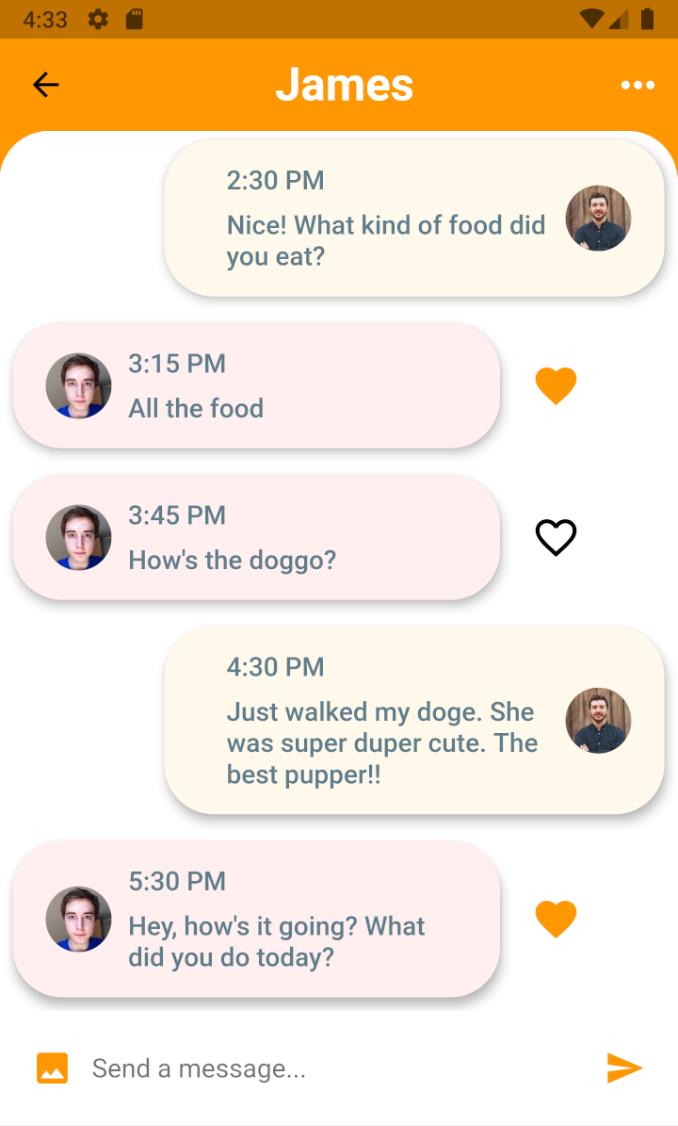 4:33
James
2:30 PM
Nice! What kind of food did
you eat?
3:15 PM
All the food
3:45 PM
How's the doggo?
4:30 PM
Just walked my doge. She
was super duper cute. The
best pupper!!
5:30 PM
Hey, how's it going? What
did you do today?
Send a message...